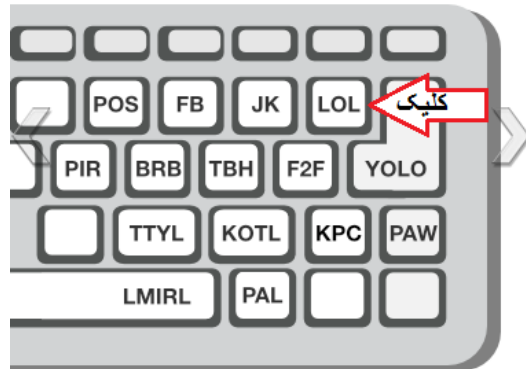 POS FB JK LOL کلیک
PIR BRB TBH F2F YOLO
TTYL KOTL KPC PAW
LMIRL PAL